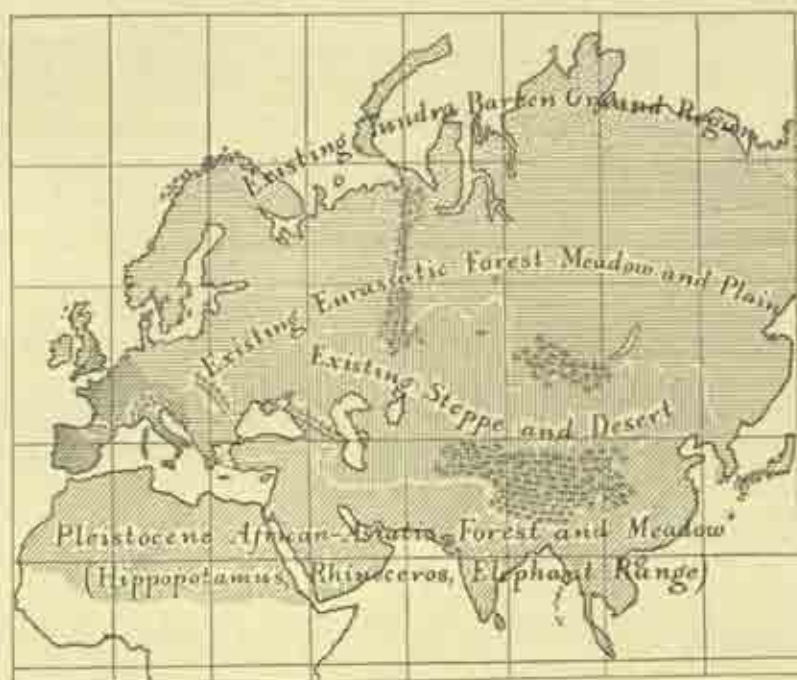 Existing Tundra Barren Ground Region
Existing Eurasiatic Forest Meadow and Plain
Existing Steppe and Desert
Pleistocene African-Asiatic Forest and Meadow
(Hippopotamus, Rhinoceros, Elephant Range)